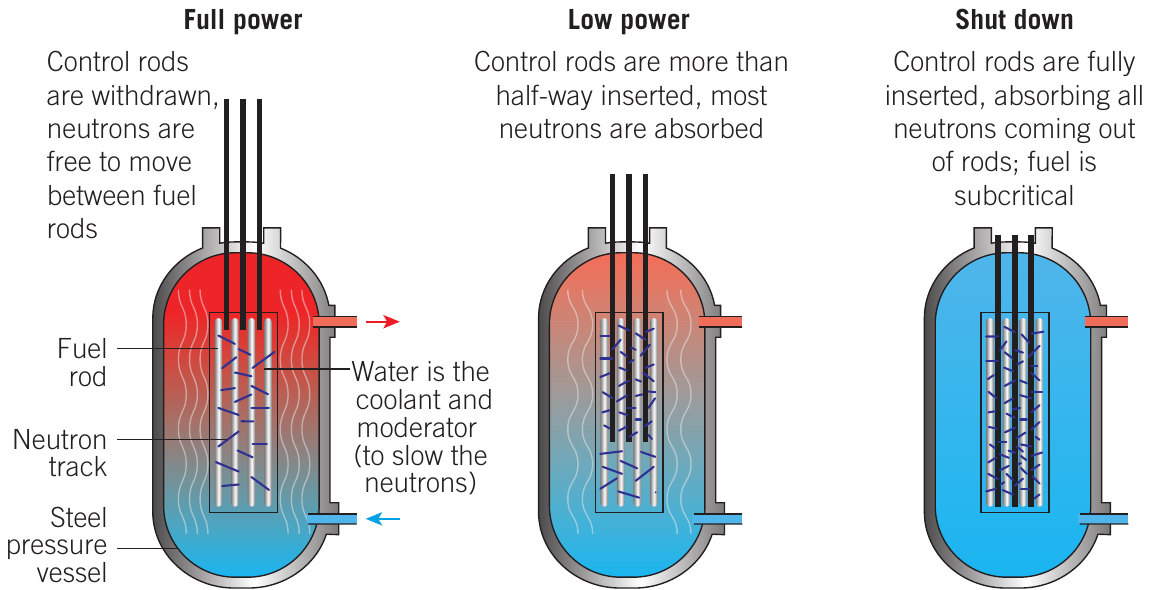 Full power
Control rods
are withdrawn,
neutrons are
free to move
between fuel
rods
Fuel
rod
Neutron
track
Steel
pressure
vessel
Water is the
coolant and
moderator
(to slow the
neutrons)
Low power
Control rods are more than
half-way inserted, most
neutrons are absorbed
Shut down
Control rods are fully
inserted, absorbing all
neutrons coming out
of rods; fuel is
subcritical